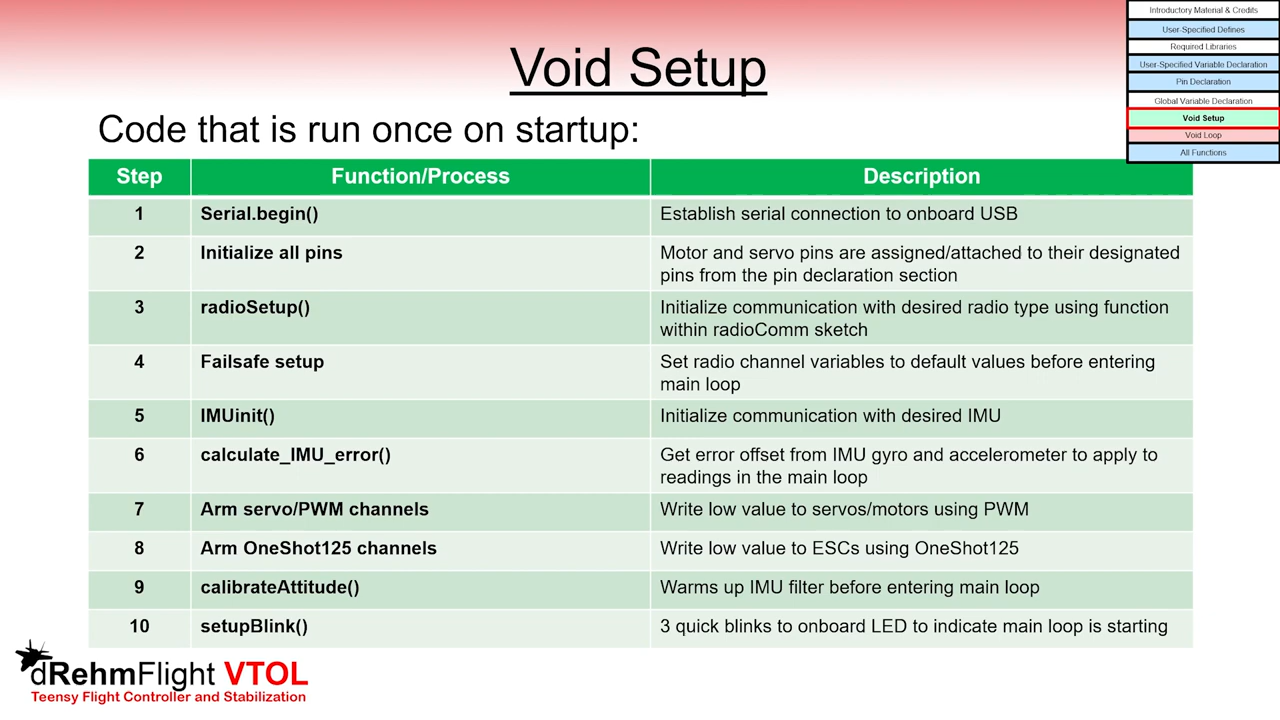 Void Setup
Introductory Material & Credits
User-Specified Defines
Required Libraries
User-Specified Variable Declaration
Pin Declaration
Global Variable Declaration
Void Setup
Void Loop
All Functions
Code that is run once on startup:
Step Function/Process Description
1 Serial.begin() Establish serial connection to onboard USB
2 Initialize all pins Motor and servo pins are assigned/attached to their designated
pins from the pin declaration section
3 radioSetup() Initialize communication with desired radio type using function
within radioComm sketch
4 Failsafe setup Set radio channel variables to default values before entering
main loop
5 IMUinit() Initialize communication with desired IMU
6 calculate_IMU_error() Get error offset from IMU gyro and accelerometer to apply to
readings in the main loop
7 Arm servo/PWM channels Write low value to servos/motors using PWM
8 Arm OneShot125 channels Write low value to ESCs using OneShot125
9 calibrateAttitude() Warms up IMU filter before entering main loop
10 setupBlink() 3 quick blinks to onboard LED to indicate main loop is starting
dRehmFlight VTOL
Teensy Flight Controller and Stabilization